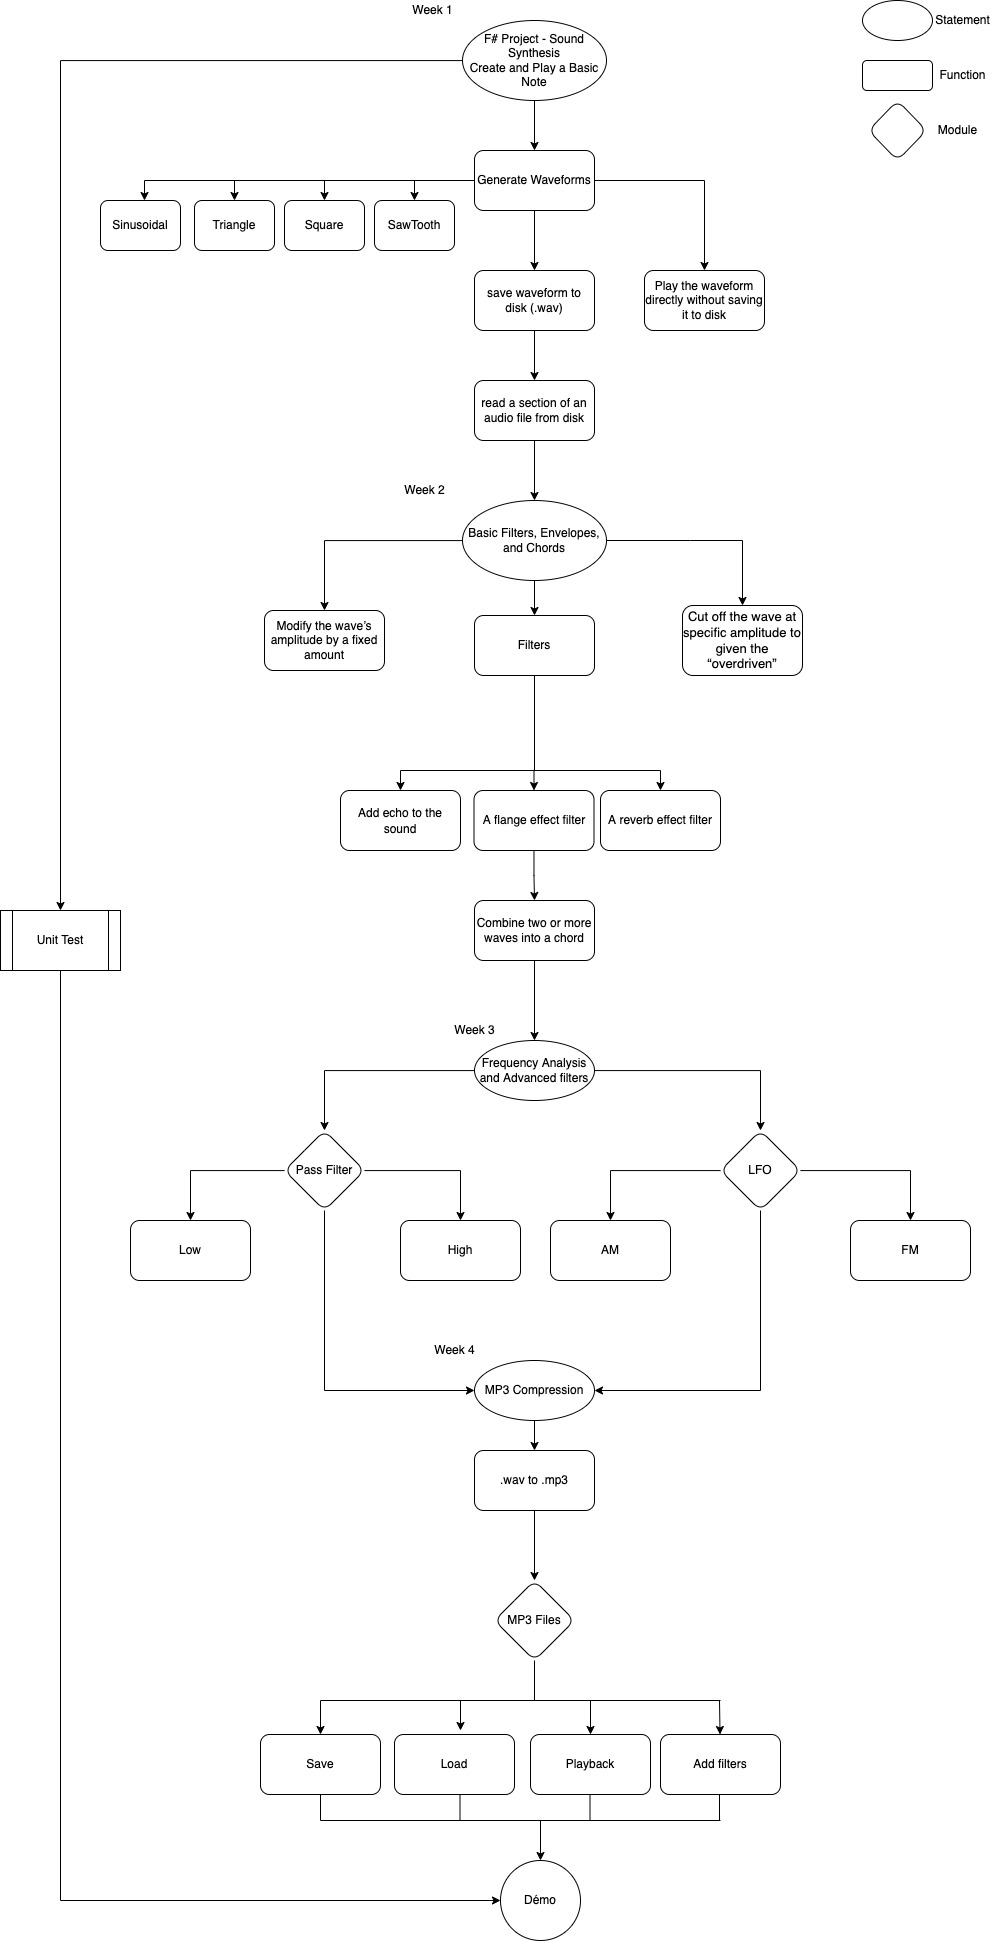 Week 1
Statement
F# Project - Sound
Synthesis
Create and Play a Basic
Note
Function
Module
Generate Waveforms
Sinusoidal
Triangle
Square
SawTooth
save waveform to
disk (.wav)
Play the waveform
directly without saving
it to disk
read a section of an
audio file from disk
Week 2
Basic Filters, Envelopes,
and Chords
Modify the wave’s
amplitude by a fixed
amount
Filters
Cut off the wave at
specific amplitude to
given the
“overdriven”
Add echo to the
sound
A flange effect filter
A reverb effect filter
Combine two or more
waves into a chord
Unit Test
Week 3
Frequency Analysis
and Advanced filters
Pass Filter
LFO
Low
High
AM
FM
Week 4
MP3 Compression
.wav to .mp3
MP3 Files
Save
Load
Playback
Add filters
Démo